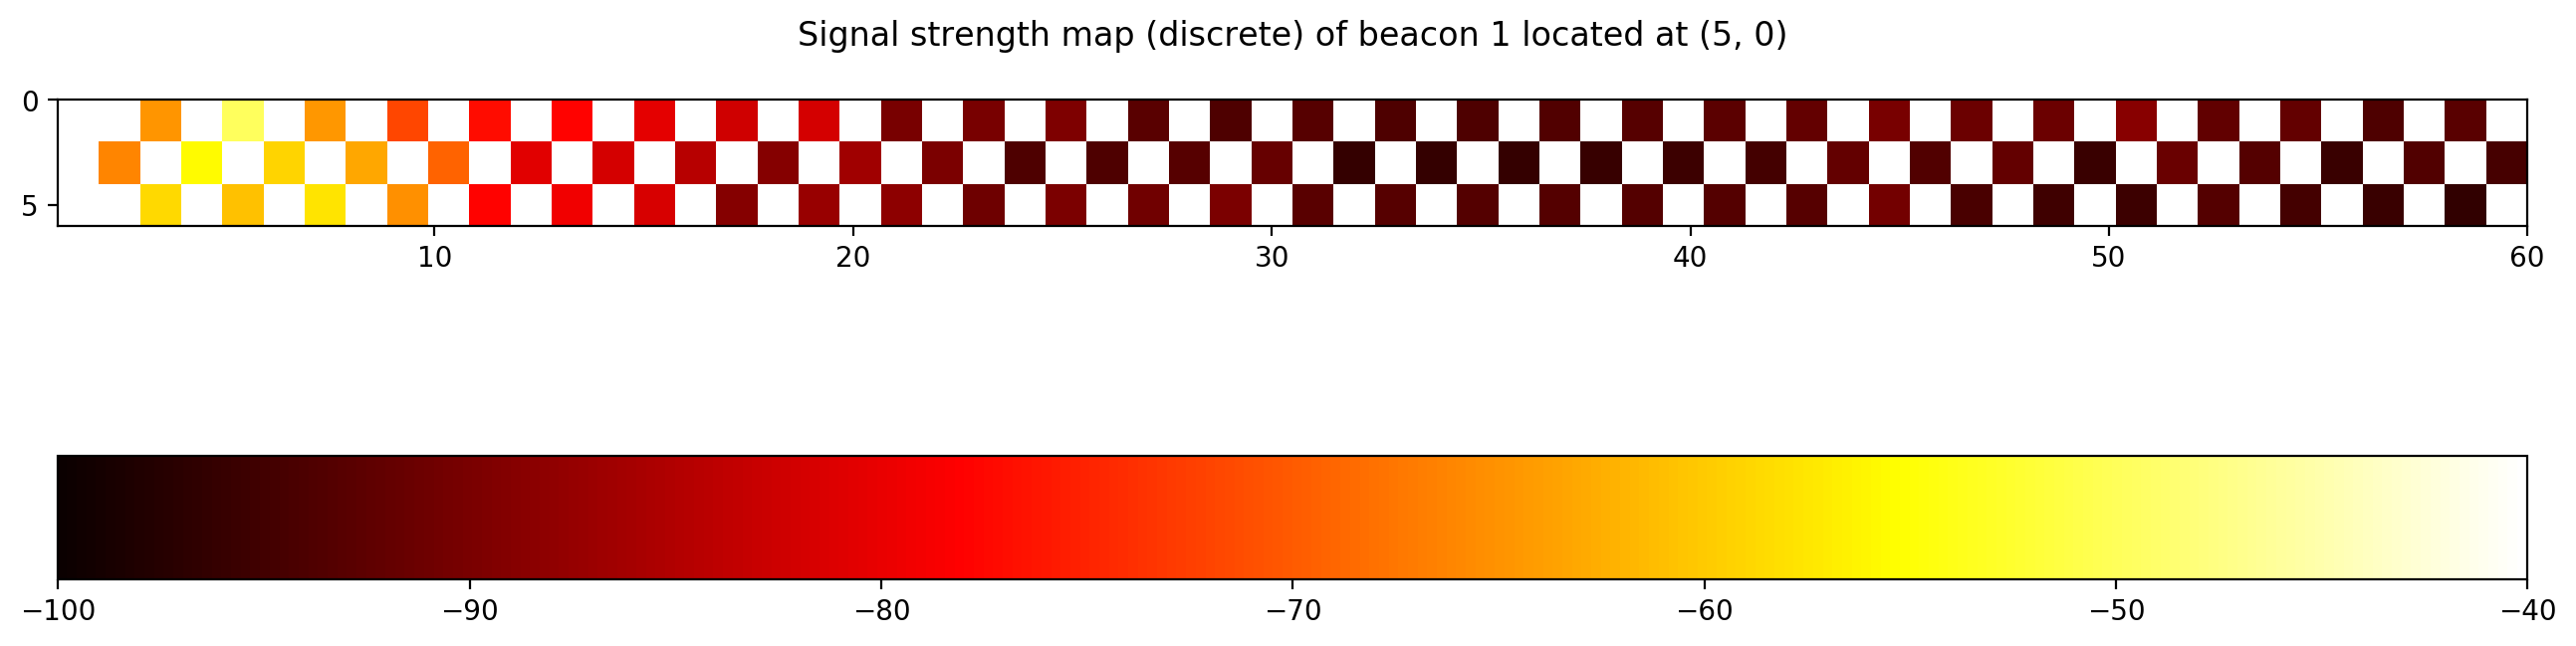 Signal strength map (discrete) of beacon 1 located at (5, 0)
0
5
10 20 30 40 50 60
−100 −90 −80 −70 −60 −50 −40